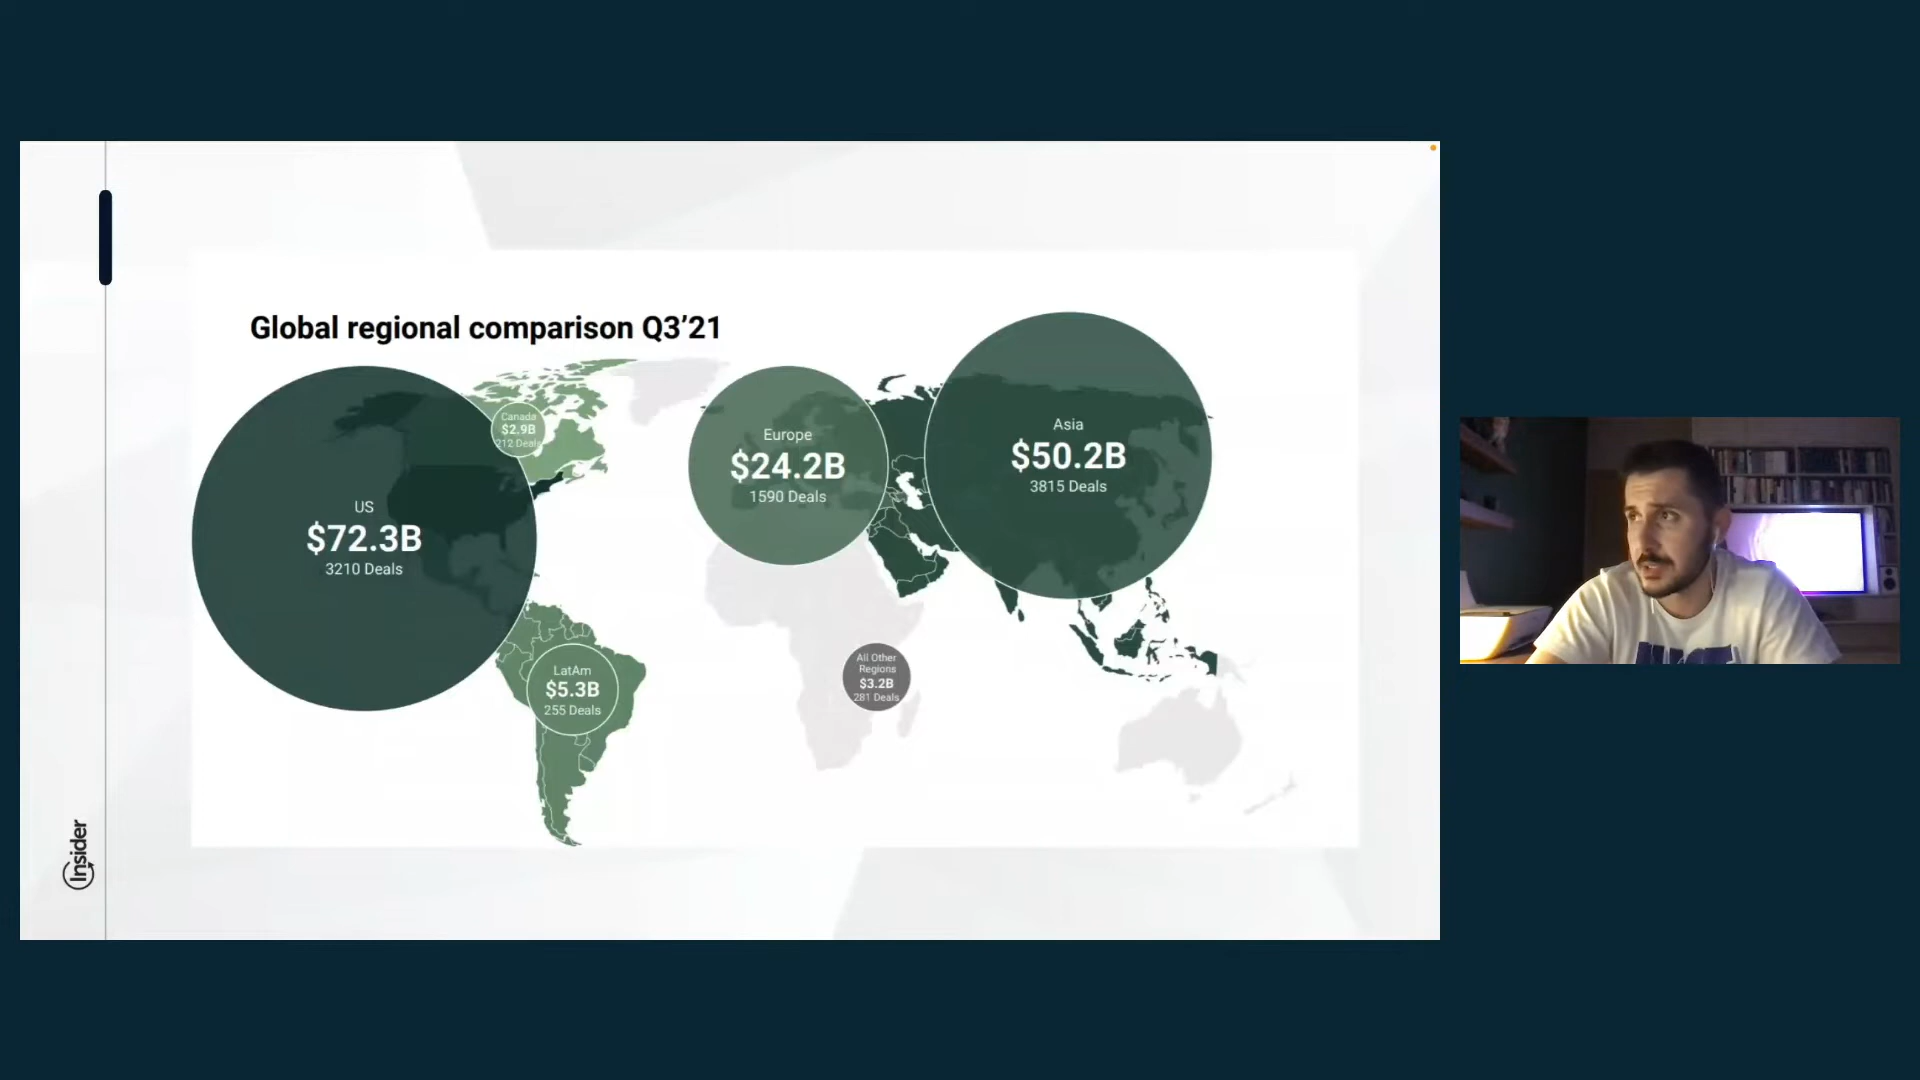 Global regional comparison Q3’21
US
$72.3B
3210 Deals
Canada
$2.9B
212 Deals
LatAm
$5.3B
255 Deals
Europe
$24.2B
1590 Deals
All Other
Regions
$3.2B
281 Deals
Asia
$50.2B
3815 Deals
Insider